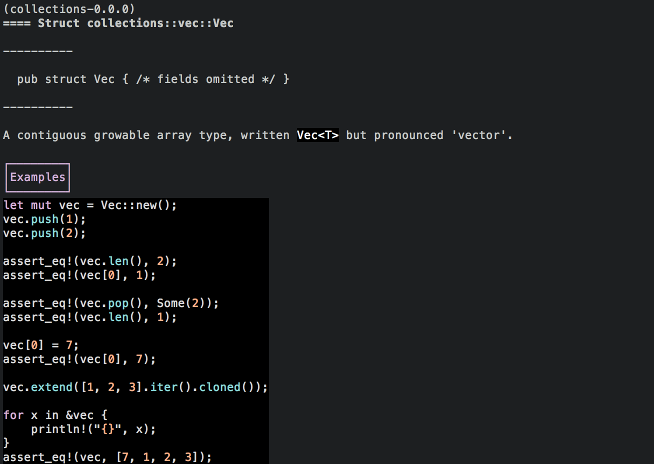 (collections-0.0.0)
==== Struct collections::vec::Vec
----------
pub struct Vec { /* fields omitted */ }
----------
A contiguous growable array type, written Vec<T> but pronounced 'vector'.
Examples
let mut vec = Vec::new();
vec.push(1);
vec.push(2);
assert_eq!(vec.len(), 2);
assert_eq!(vec[0], 1);
assert_eq!(vec.pop(), Some(2));
assert_eq!(vec.len(), 1);
vec[0] = 7;
assert_eq!(vec[0], 7);
vec.extend([1, 2, 3].iter().cloned());
for x in &vec {
    println!("{}", x);
}
assert_eq!(vec, [7, 1, 2, 3]);